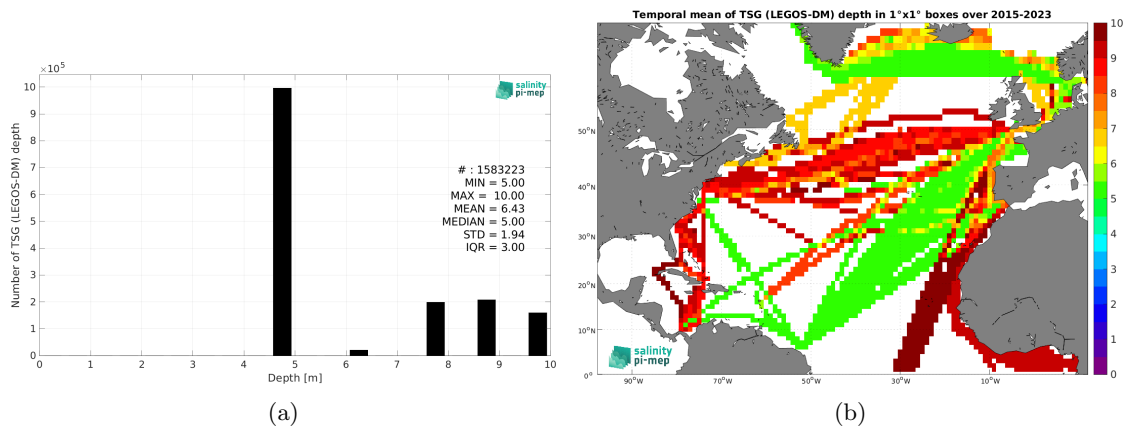 ×10⁵
10
9
8
7
6
5
4
3
2
1
0
Number of TSG (LEGOS-DM) depth
salinity
pi-mep
# : 1583223
MIN = 5.00
MAX = 10.00
MEAN = 6.43
MEDIAN = 5.00
STD = 1.94
IQR = 3.00
0 1 2 3 4 5 6 7 8 9 10
Depth [m]
(a)
Temporal mean of TSG (LEGOS-DM) depth in 1°x1° boxes over 2015-2023
50°N
40°N
30°N
20°N
10°N
0°
90°W 70°W 50°W 30°W 10°W
salinity
pi-mep
10
9
8
7
6
5
4
3
2
1
0
(b)